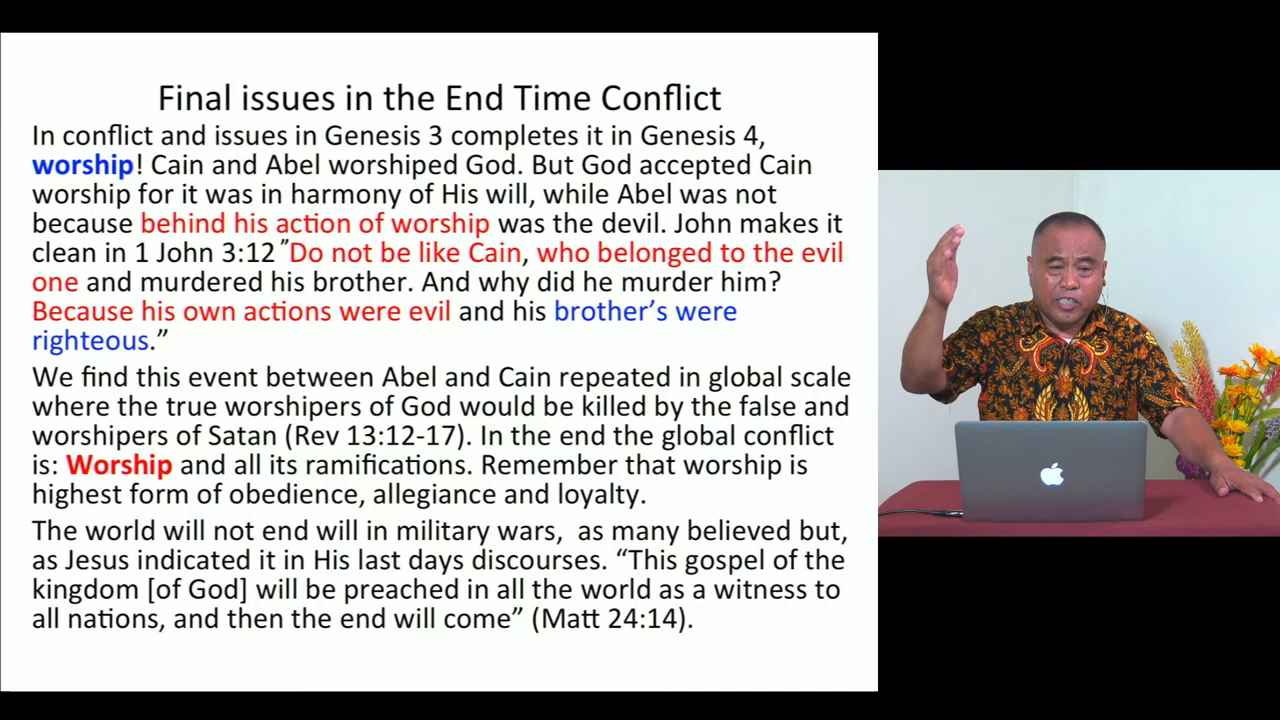 Final issues in the End Time Conflict
In conflict and issues in Genesis 3 completes it in Genesis 4,
worship! Cain and Abel worshiped God. But God accepted Cain
worship for it was in harmony of His will, while Abel was not
because behind his action of worship was the devil. John makes it
clean in 1 John 3:12 ”Do not be like Cain, who belonged to the evil
one and murdered his brother. And why did he murder him?
Because his own actions were evil and his brother’s were
righteous.”
We find this event between Abel and Cain repeated in global scale
where the true worshipers of God would be killed by the false and
worshipers of Satan (Rev 13:12-17). In the end the global conflict
is: Worship and all its ramifications. Remember that worship is
highest form of obedience, allegiance and loyalty.
The world will not end will in military wars,  as many believed but,
as Jesus indicated it in His last days discourses. “This gospel of the
kingdom [of God] will be preached in all the world as a witness to
all nations, and then the end will come” (Matt 24:14).